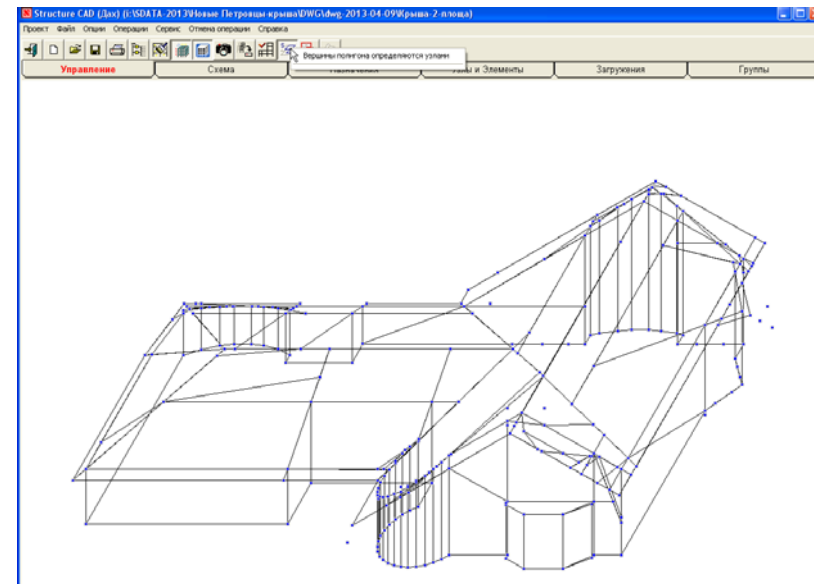 Structure CAD (Дах) (i:\SDATA-2013\Новые Петровцы-крыша\DWG\dwg-2013-04-09\Крыша-2-площа)
Проект Файл Опции Операции Сервис Отмена операции Справка
Вершины полигона определяются узлами
Управление Схема Назначения Узлы и Элементы Загружения Группы